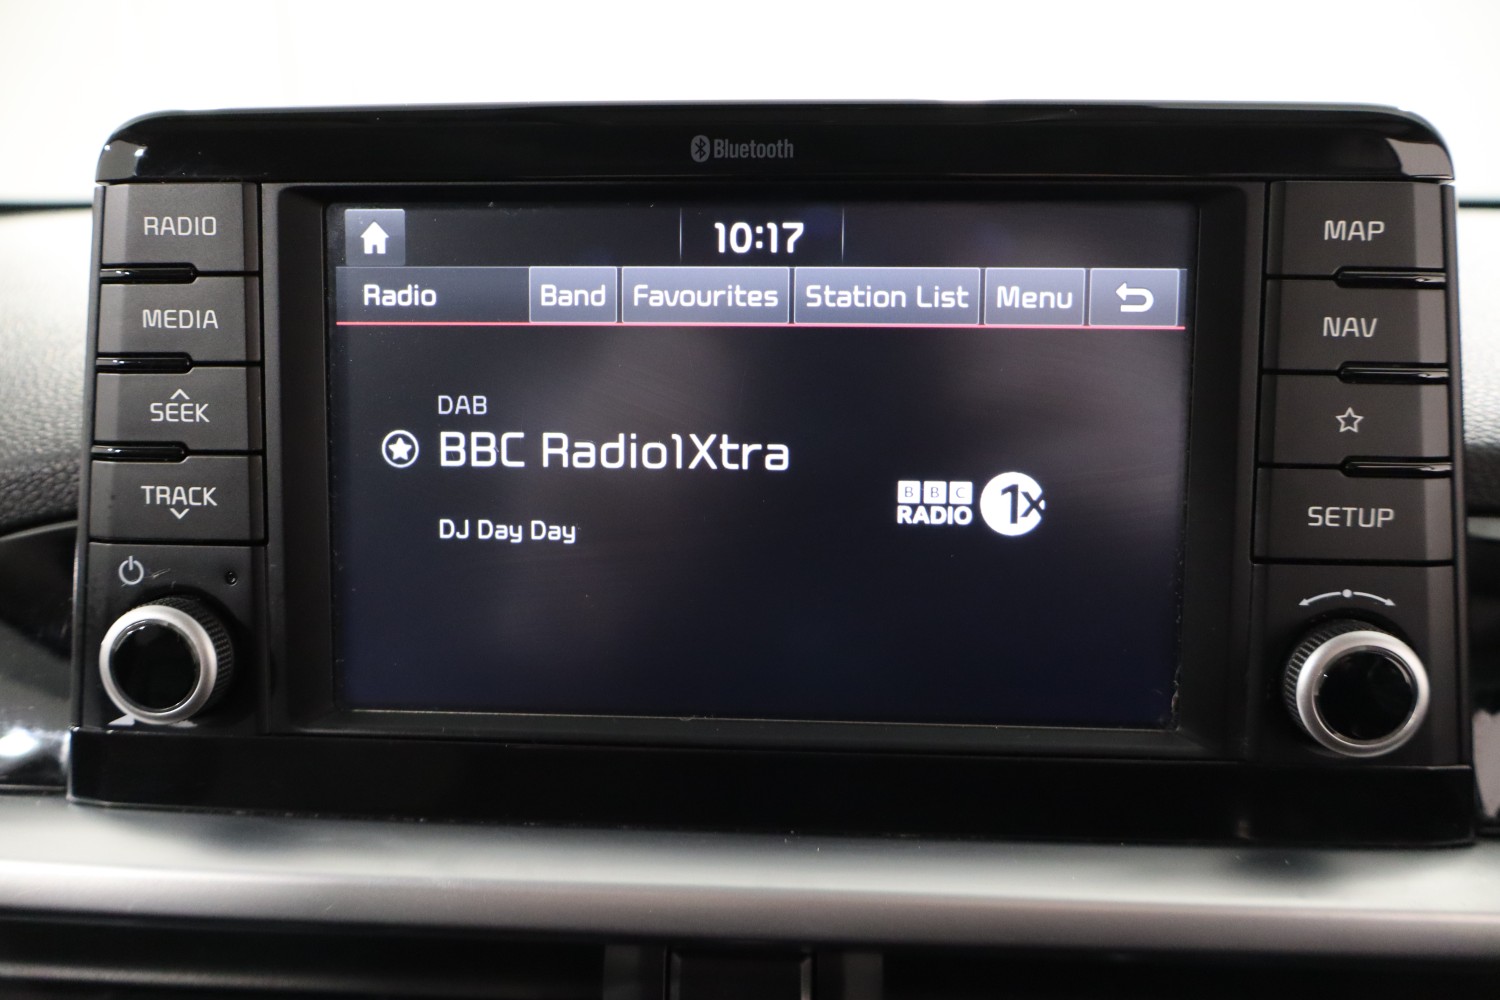 Bluetooth
RADIO
MEDIA
SEEK
TRACK
10:17
Radio Band Favourites Station List Menu
DAB
BBC Radio1Xtra
DJ Day Day
BBC
RADIO
1X
MAP
NAV
SETUP